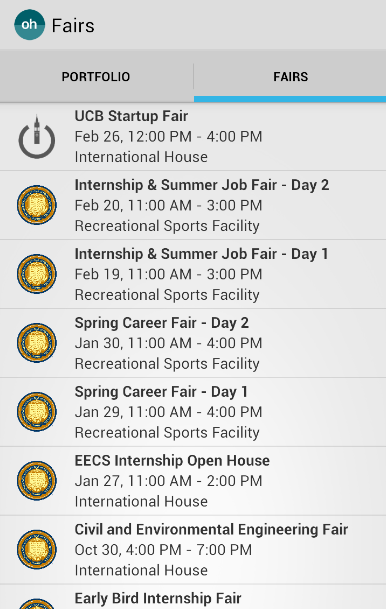 oh Fairs
PORTFOLIO FAIRS
UCB Startup Fair
Feb 26, 12:00 PM - 4:00 PM
International House
Internship & Summer Job Fair - Day 2
Feb 20, 11:00 AM - 3:00 PM
Recreational Sports Facility
Internship & Summer Job Fair - Day 1
Feb 19, 11:00 AM - 3:00 PM
Recreational Sports Facility
Spring Career Fair - Day 2
Jan 30, 11:00 AM - 4:00 PM
Recreational Sports Facility
Spring Career Fair - Day 1
Jan 29, 11:00 AM - 4:00 PM
Recreational Sports Facility
EECS Internship Open House
Jan 27, 11:00 AM - 2:00 PM
International House
Civil and Environmental Engineering Fair
Oct 30, 4:00 PM - 7:00 PM
International House
Early Bird Internship Fair